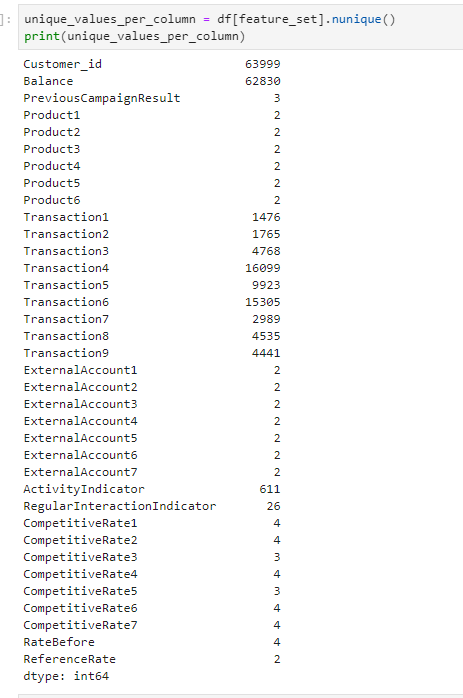 ]: unique_values_per_column = df[feature_set].nunique()
print(unique_values_per_column)
Customer_id 63999
Balance 62830
PreviousCampaignResult 3
Product1 2
Product2 2
Product3 2
Product4 2
Product5 2
Product6 2
Transaction1 1476
Transaction2 1765
Transaction3 4768
Transaction4 16099
Transaction5 9923
Transaction6 15305
Transaction7 2989
Transaction8 4535
Transaction9 4441
ExternalAccount1 2
ExternalAccount2 2
ExternalAccount3 2
ExternalAccount4 2
ExternalAccount5 2
ExternalAccount6 2
ExternalAccount7 2
ActivityIndicator 611
RegularInteractionIndicator 26
CompetitiveRate1 4
CompetitiveRate2 4
CompetitiveRate3 3
CompetitiveRate4 4
CompetitiveRate5 3
CompetitiveRate6 4
CompetitiveRate7 4
RateBefore 4
ReferenceRate 2
dtype: int64